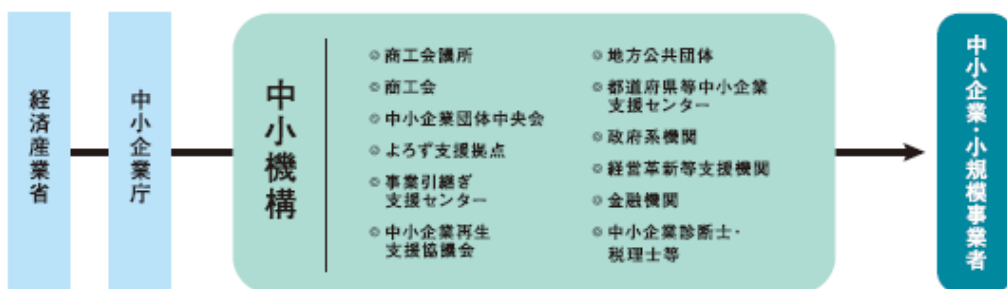 経済産業省
中小企業庁
中小機構
◎商工会議所
◎商工会
◎中小企業団体中央会
◎よろず支援拠点
◎事業引継ぎ
支援センター
◎中小企業再生
支援協議会
◎地方公共団体
◎都道府県等中小企業
支援センター
◎政府系機関
◎経営革新等支援機関
◎金融機関
◎中小企業診断士・
税理士等
中小企業・小規模事業者